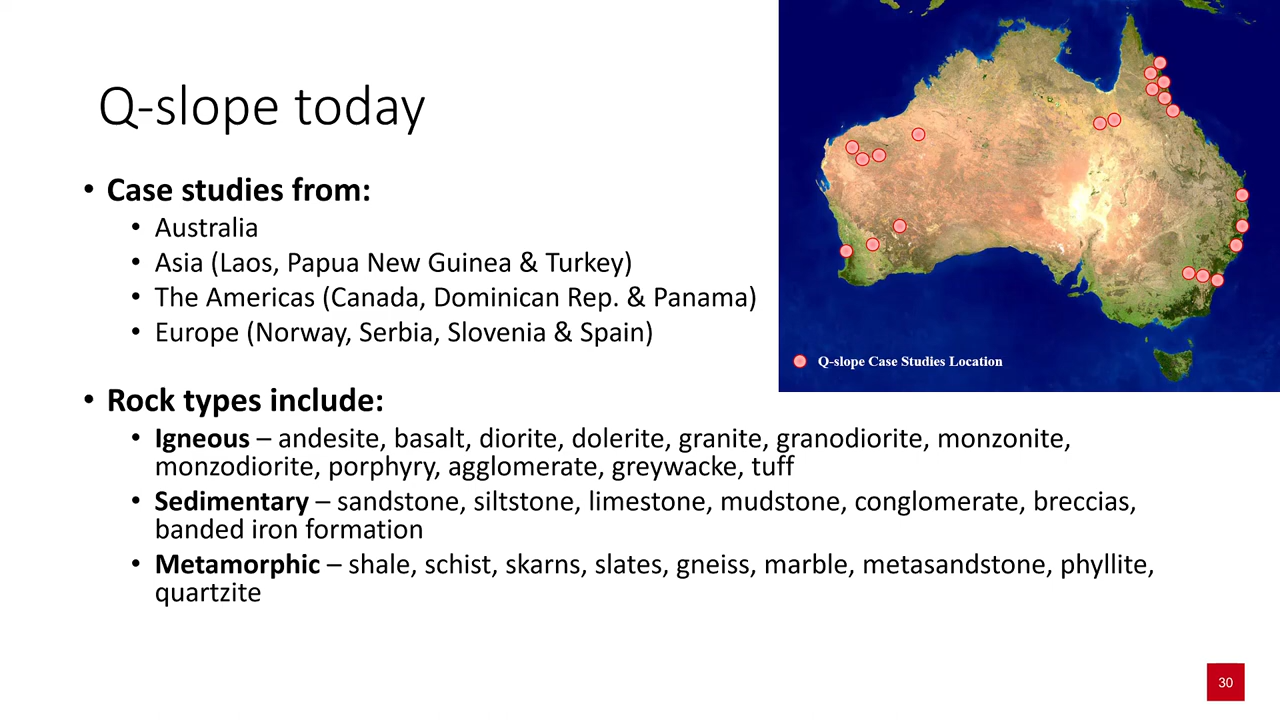 Q-slope today
• Case studies from:
• Australia
• Asia (Laos, Papua New Guinea & Turkey)
• The Americas (Canada, Dominican Rep. & Panama)
• Europe (Norway, Serbia, Slovenia & Spain)
Q-slope Case Studies Location
• Rock types include:
• Igneous – andesite, basalt, diorite, dolerite, granite, granodiorite, monzonite,
monzodiorite, porphyry, agglomerate, greywacke, tuff
• Sedimentary – sandstone, siltstone, limestone, mudstone, conglomerate, breccias,
banded iron formation
• Metamorphic – shale, schist, skarns, slates, gneiss, marble, metasandstone, phyllite,
quartzite
30